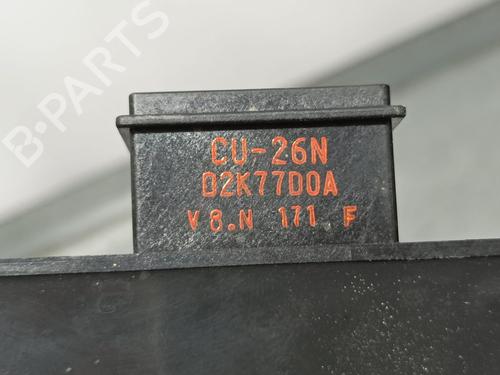 CU-26N
D2K77D0A
V8.N 171 F
B-PARTS